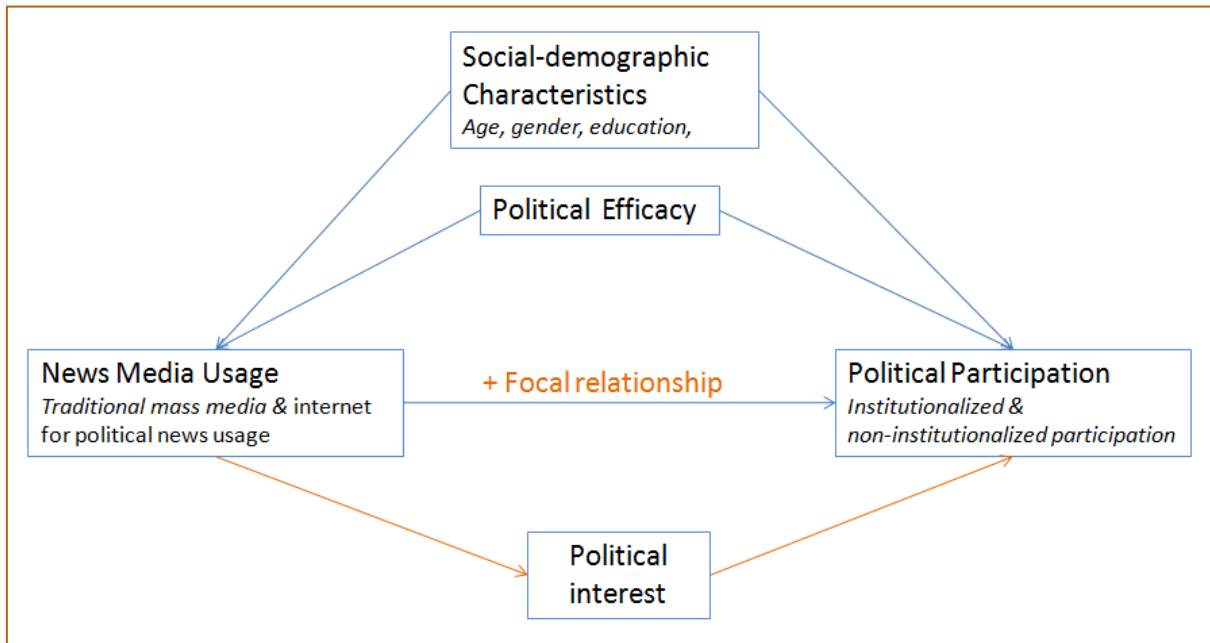 Social-demographic
Characteristics
Age, gender, education,
Political Efficacy
News Media Usage
Traditional mass media & internet
for political news usage
+ Focal relationship
Political Participation
Institutionalized &
non-institutionalized participation
Political
interest